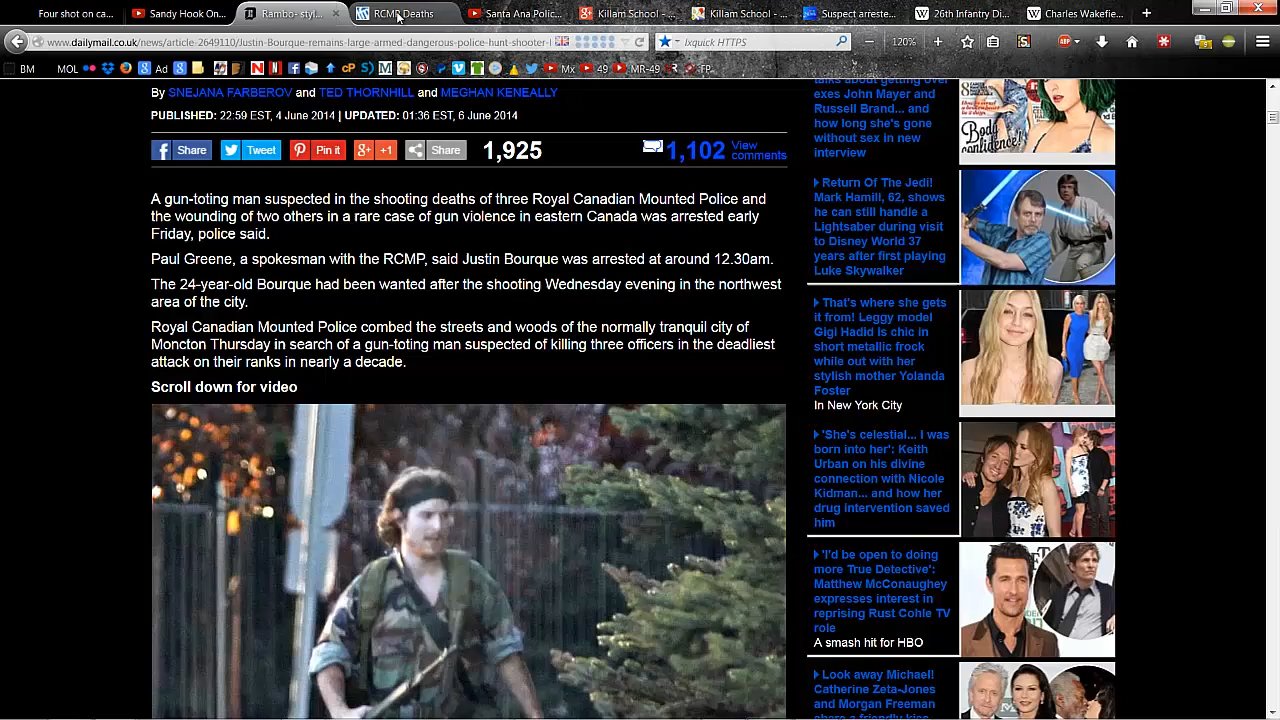 Four shot on ca...
Sandy Hook On...
Rambo- styl...
RCMP Deaths
Santa Ana Polic...
Killam School - ...
Killam School - ...
Suspect arreste...
26th Infantry Di...
Charles Wakefie...
www.dailymail.co.uk/news/article-2649110/Justin-Bourque-remains-large-armed-dangerous-police-hunt-shooter-l
Ixquick HTTPS
120%
BM
MOL
Ad
Mx
49
MR-49
FP
By SNEJANA FARBEROV and TED THORNHILL and MEGHAN KENEALLY
PUBLISHED: 22:59 EST, 4 June 2014 | UPDATED: 01:36 EST, 6 June 2014
Share
Tweet
Pin it
+1
Share
1,925
1,102 View comments
A gun-toting man suspected in the shooting deaths of three Royal Canadian Mounted Police and
the wounding of two others in a rare case of gun violence in eastern Canada was arrested early
Friday, police said.
Paul Greene, a spokesman with the RCMP, said Justin Bourque was arrested at around 12.30am.
The 24-year-old Bourque had been wanted after the shooting Wednesday evening in the northwest
area of the city.
Royal Canadian Mounted Police combed the streets and woods of the normally tranquil city of
Moncton Thursday in search of a gun-toting man suspected of killing three officers in the deadliest
attack on their ranks in nearly a decade.
Scroll down for video
talks about getting over
exes John Mayer and
Russell Brand... and
how long she's gone
without sex in new
interview
Body confidence!
Return Of The Jedi!
Mark Hamill, 62, shows
he can still handle a
Lightsaber during visit
to Disney World 37
years after first playing
Luke Skywalker
That's where she gets
it from! Leggy model
Gigi Hadid is chic in
short metallic frock
while out with her
stylish mother Yolanda
Foster
In New York City
'She's celestial... I was
born into her': Keith
Urban on his divine
connection with Nicole
Kidman... and how her
drug intervention saved
him
'I'd be open to doing
more True Detective':
Matthew McConaughey
expresses interest in
reprising Rust Cohle TV
role
A smash hit for HBO
Look away Michael!
Catherine Zeta-Jones
and Morgan Freeman
share a friendly kiss